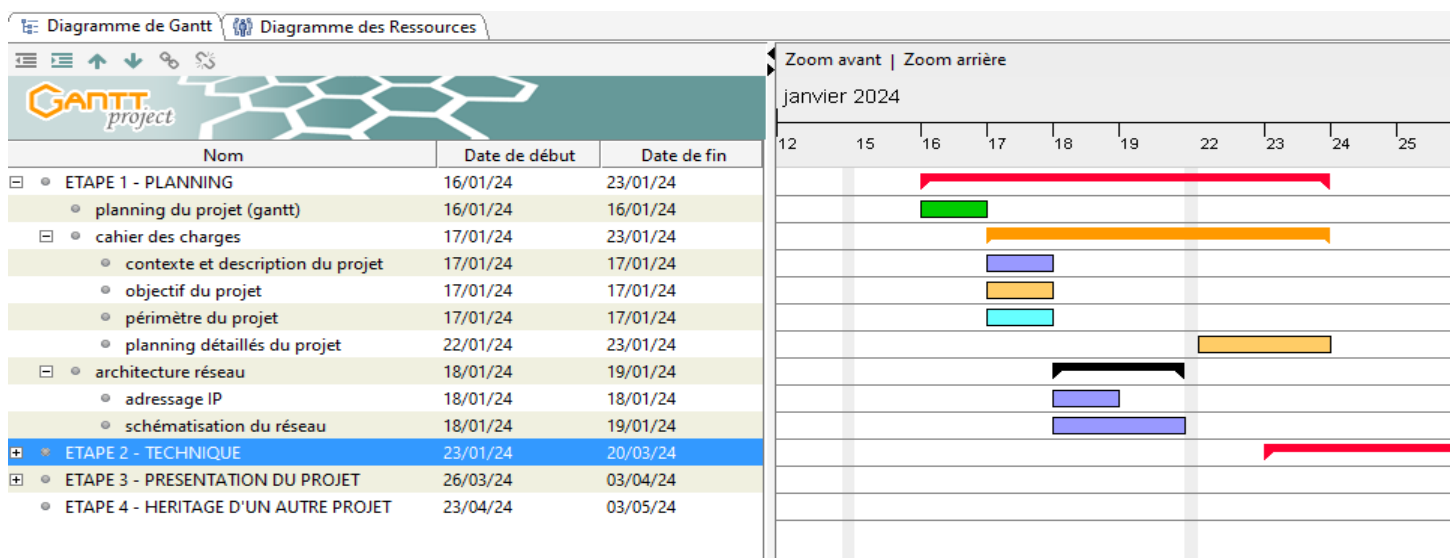 Diagramme de Gantt Diagramme des Ressources
Zoom avant | Zoom arrière
GANTT project
janvier 2024
12 15 16 17 18 19 22 23 24 25
Nom Date de début Date de fin
ETAPE 1 - PLANNING 16/01/24 23/01/24
planning du projet (gantt) 16/01/24 16/01/24
cahier des charges 17/01/24 23/01/24
contexte et description du projet 17/01/24 17/01/24
objectif du projet 17/01/24 17/01/24
périmètre du projet 17/01/24 17/01/24
planning détaillés du projet 22/01/24 23/01/24
architecture réseau 18/01/24 19/01/24
adressage IP 18/01/24 18/01/24
schématisation du réseau 18/01/24 19/01/24
ETAPE 2 - TECHNIQUE 23/01/24 20/03/24
ETAPE 3 - PRESENTATION DU PROJET 26/03/24 03/04/24
ETAPE 4 - HERITAGE D'UN AUTRE PROJET 23/04/24 03/05/24